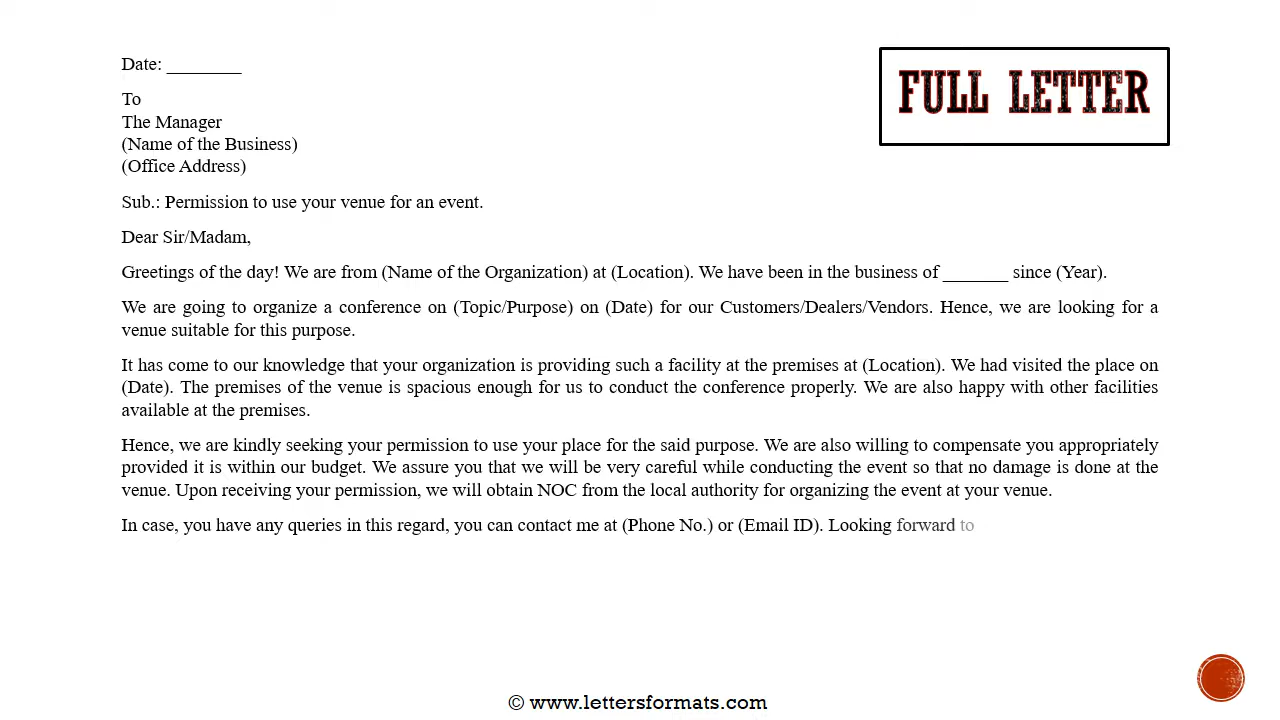 Date: ________
FULL LETTER
To
The Manager
(Name of the Business)
(Office Address)
Sub.: Permission to use your venue for an event.
Dear Sir/Madam,
Greetings of the day! We are from (Name of the Organization) at (Location). We have been in the business of _______ since (Year).
We are going to organize a conference on (Topic/Purpose) on (Date) for our Customers/Dealers/Vendors. Hence, we are looking for a
venue suitable for this purpose.
It has come to our knowledge that your organization is providing such a facility at the premises at (Location). We had visited the place on
(Date). The premises of the venue is spacious enough for us to conduct the conference properly. We are also happy with other facilities
available at the premises.
Hence, we are kindly seeking your permission to use your place for the said purpose. We are also willing to compensate you appropriately
provided it is within our budget. We assure you that we will be very careful while conducting the event so that no damage is done at the
venue. Upon receiving your permission, we will obtain NOC from the local authority for organizing the event at your venue.
In case, you have any queries in this regard, you can contact me at (Phone No.) or (Email ID). Looking forward to
© www.lettersformats.com